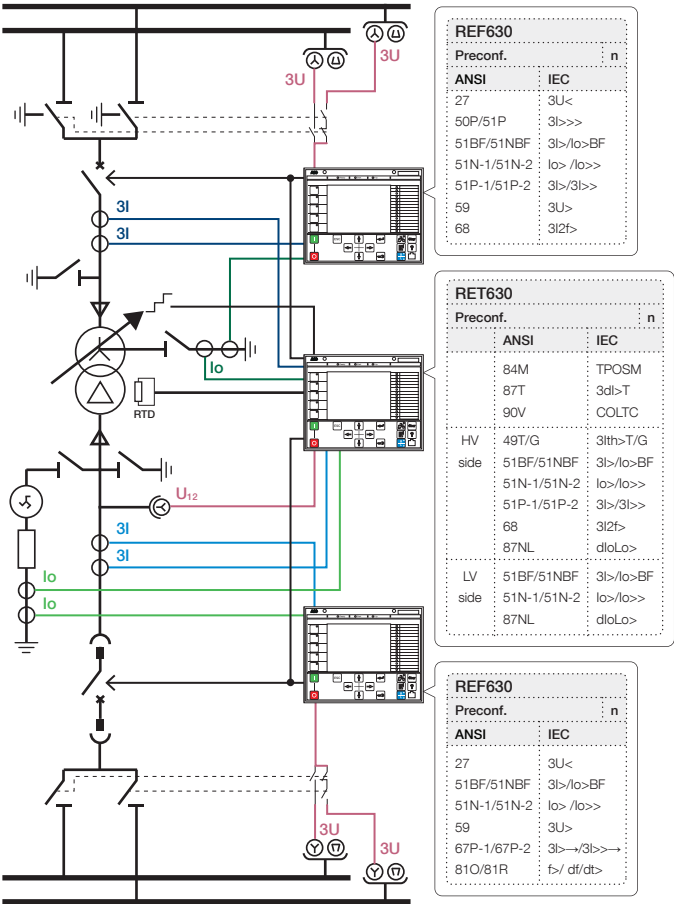 3U
3U
3I
3I
Io
RTD
U12
3I
3I
Io
Io
3U
3U
REF630
Preconf. n
ANSI IEC
27 3U<
50P/51P 3I>>>
51BF/51NBF 3I>/Io>BF
51N-1/51N-2 Io> /Io>>
51P-1/51P-2 3I>/3I>>
59 3U>
68 3I2f>
RET630
Preconf. n
ANSI IEC
84M TPOSM
87T 3dI>T
90V COLTC
HV 49T/G 3Ith>T/G
side 51BF/51NBF 3I>/Io>BF
51N-1/51N-2 Io>/Io>>
51P-1/51P-2 3I>/3I>>
68 3I2f>
87NL dIoLo>
LV 51BF/51NBF 3I>/Io>BF
side 51N-1/51N-2 Io>/Io>>
87NL dIoLo>
REF630
Preconf. n
ANSI IEC
27 3U<
51BF/51NBF 3I>/Io>BF
51N-1/51N-2 Io> /Io>>
59 3U>
67P-1/67P-2 3I>→/3I>>→
81O/81R f>/ df/dt>